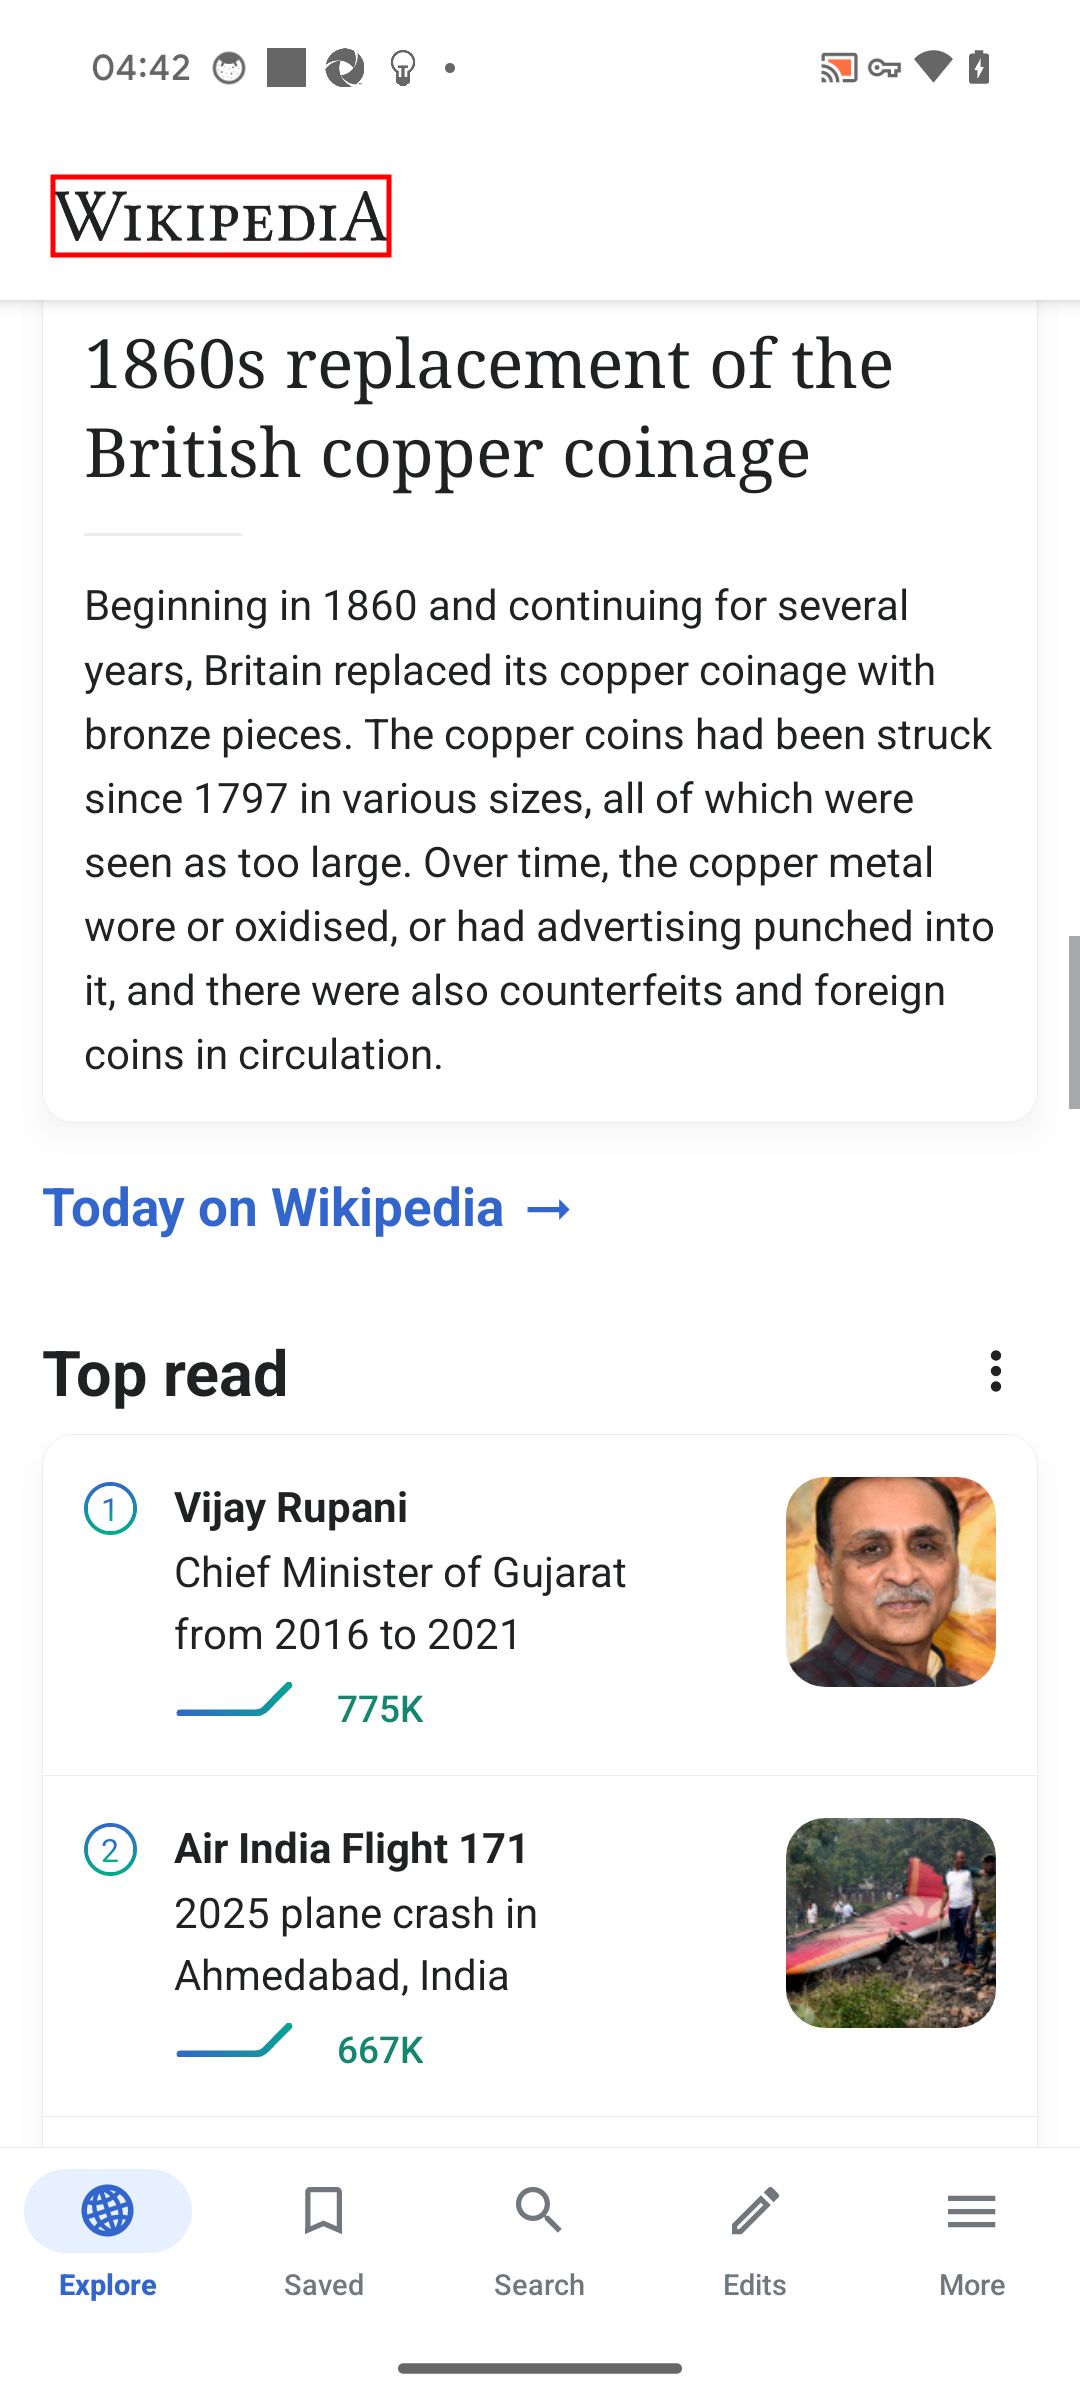 04:42
WIKIPEDIA
1860s replacement of the
British copper coinage
Beginning in 1860 and continuing for several
years, Britain replaced its copper coinage with
bronze pieces. The copper coins had been struck
since 1797 in various sizes, all of which were
seen as too large. Over time, the copper metal
wore or oxidised, or had advertising punched into
it, and there were also counterfeits and foreign
coins in circulation.
Today on Wikipedia →
Top read
1 Vijay Rupani
Chief Minister of Gujarat
from 2016 to 2021
775K
2 Air India Flight 171
2025 plane crash in
Ahmedabad, India
667K
Explore Saved Search Edits More